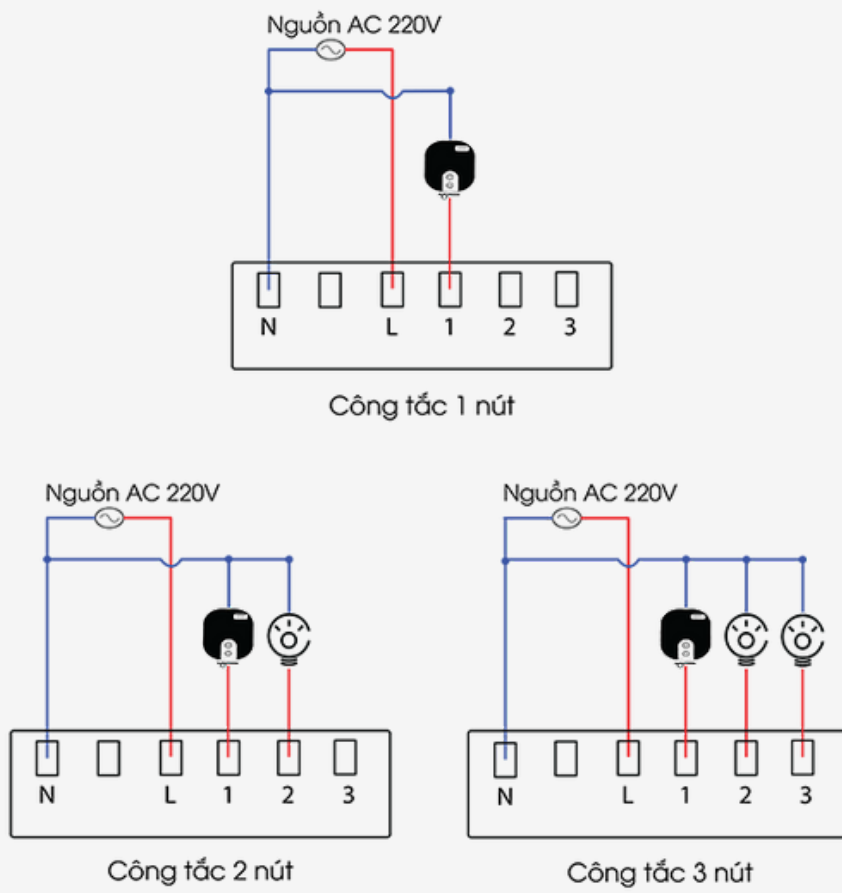 Nguồn AC 220V
N L 1 2 3
Công tắc 1 nút
Nguồn AC 220V
N L 1 2 3
Công tắc 2 nút
Nguồn AC 220V
N L 1 2 3
Công tắc 3 nút